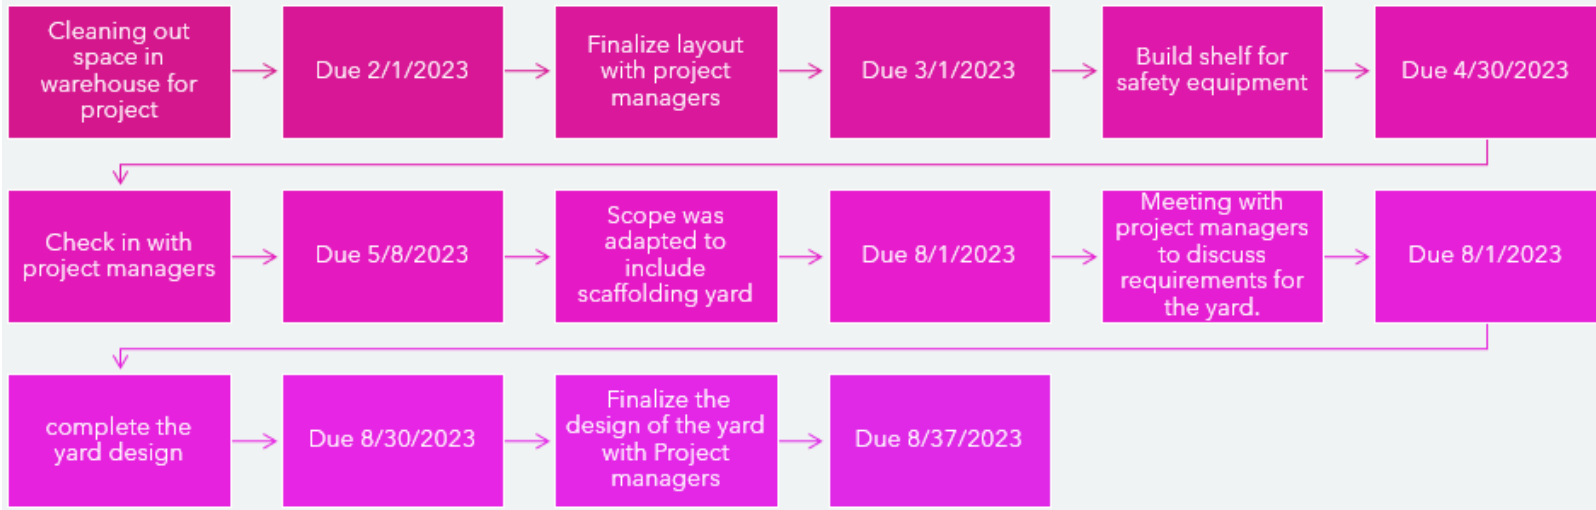 Cleaning out
space in
warehouse for
project
Due 2/1/2023
Finalize layout
with project
managers
Due 3/1/2023
Build shelf for
safety equipment
Due 4/30/2023
Check in with
project managers
Due 5/8/2023
Scope was
adapted to
include
scaffolding yard
Due 8/1/2023
Meeting with
project managers
to discuss
requirements for
the yard.
Due 8/1/2023
complete the
yard design
Due 8/30/2023
Finalize the
design of the yard
with Project
managers
Due 8/37/2023